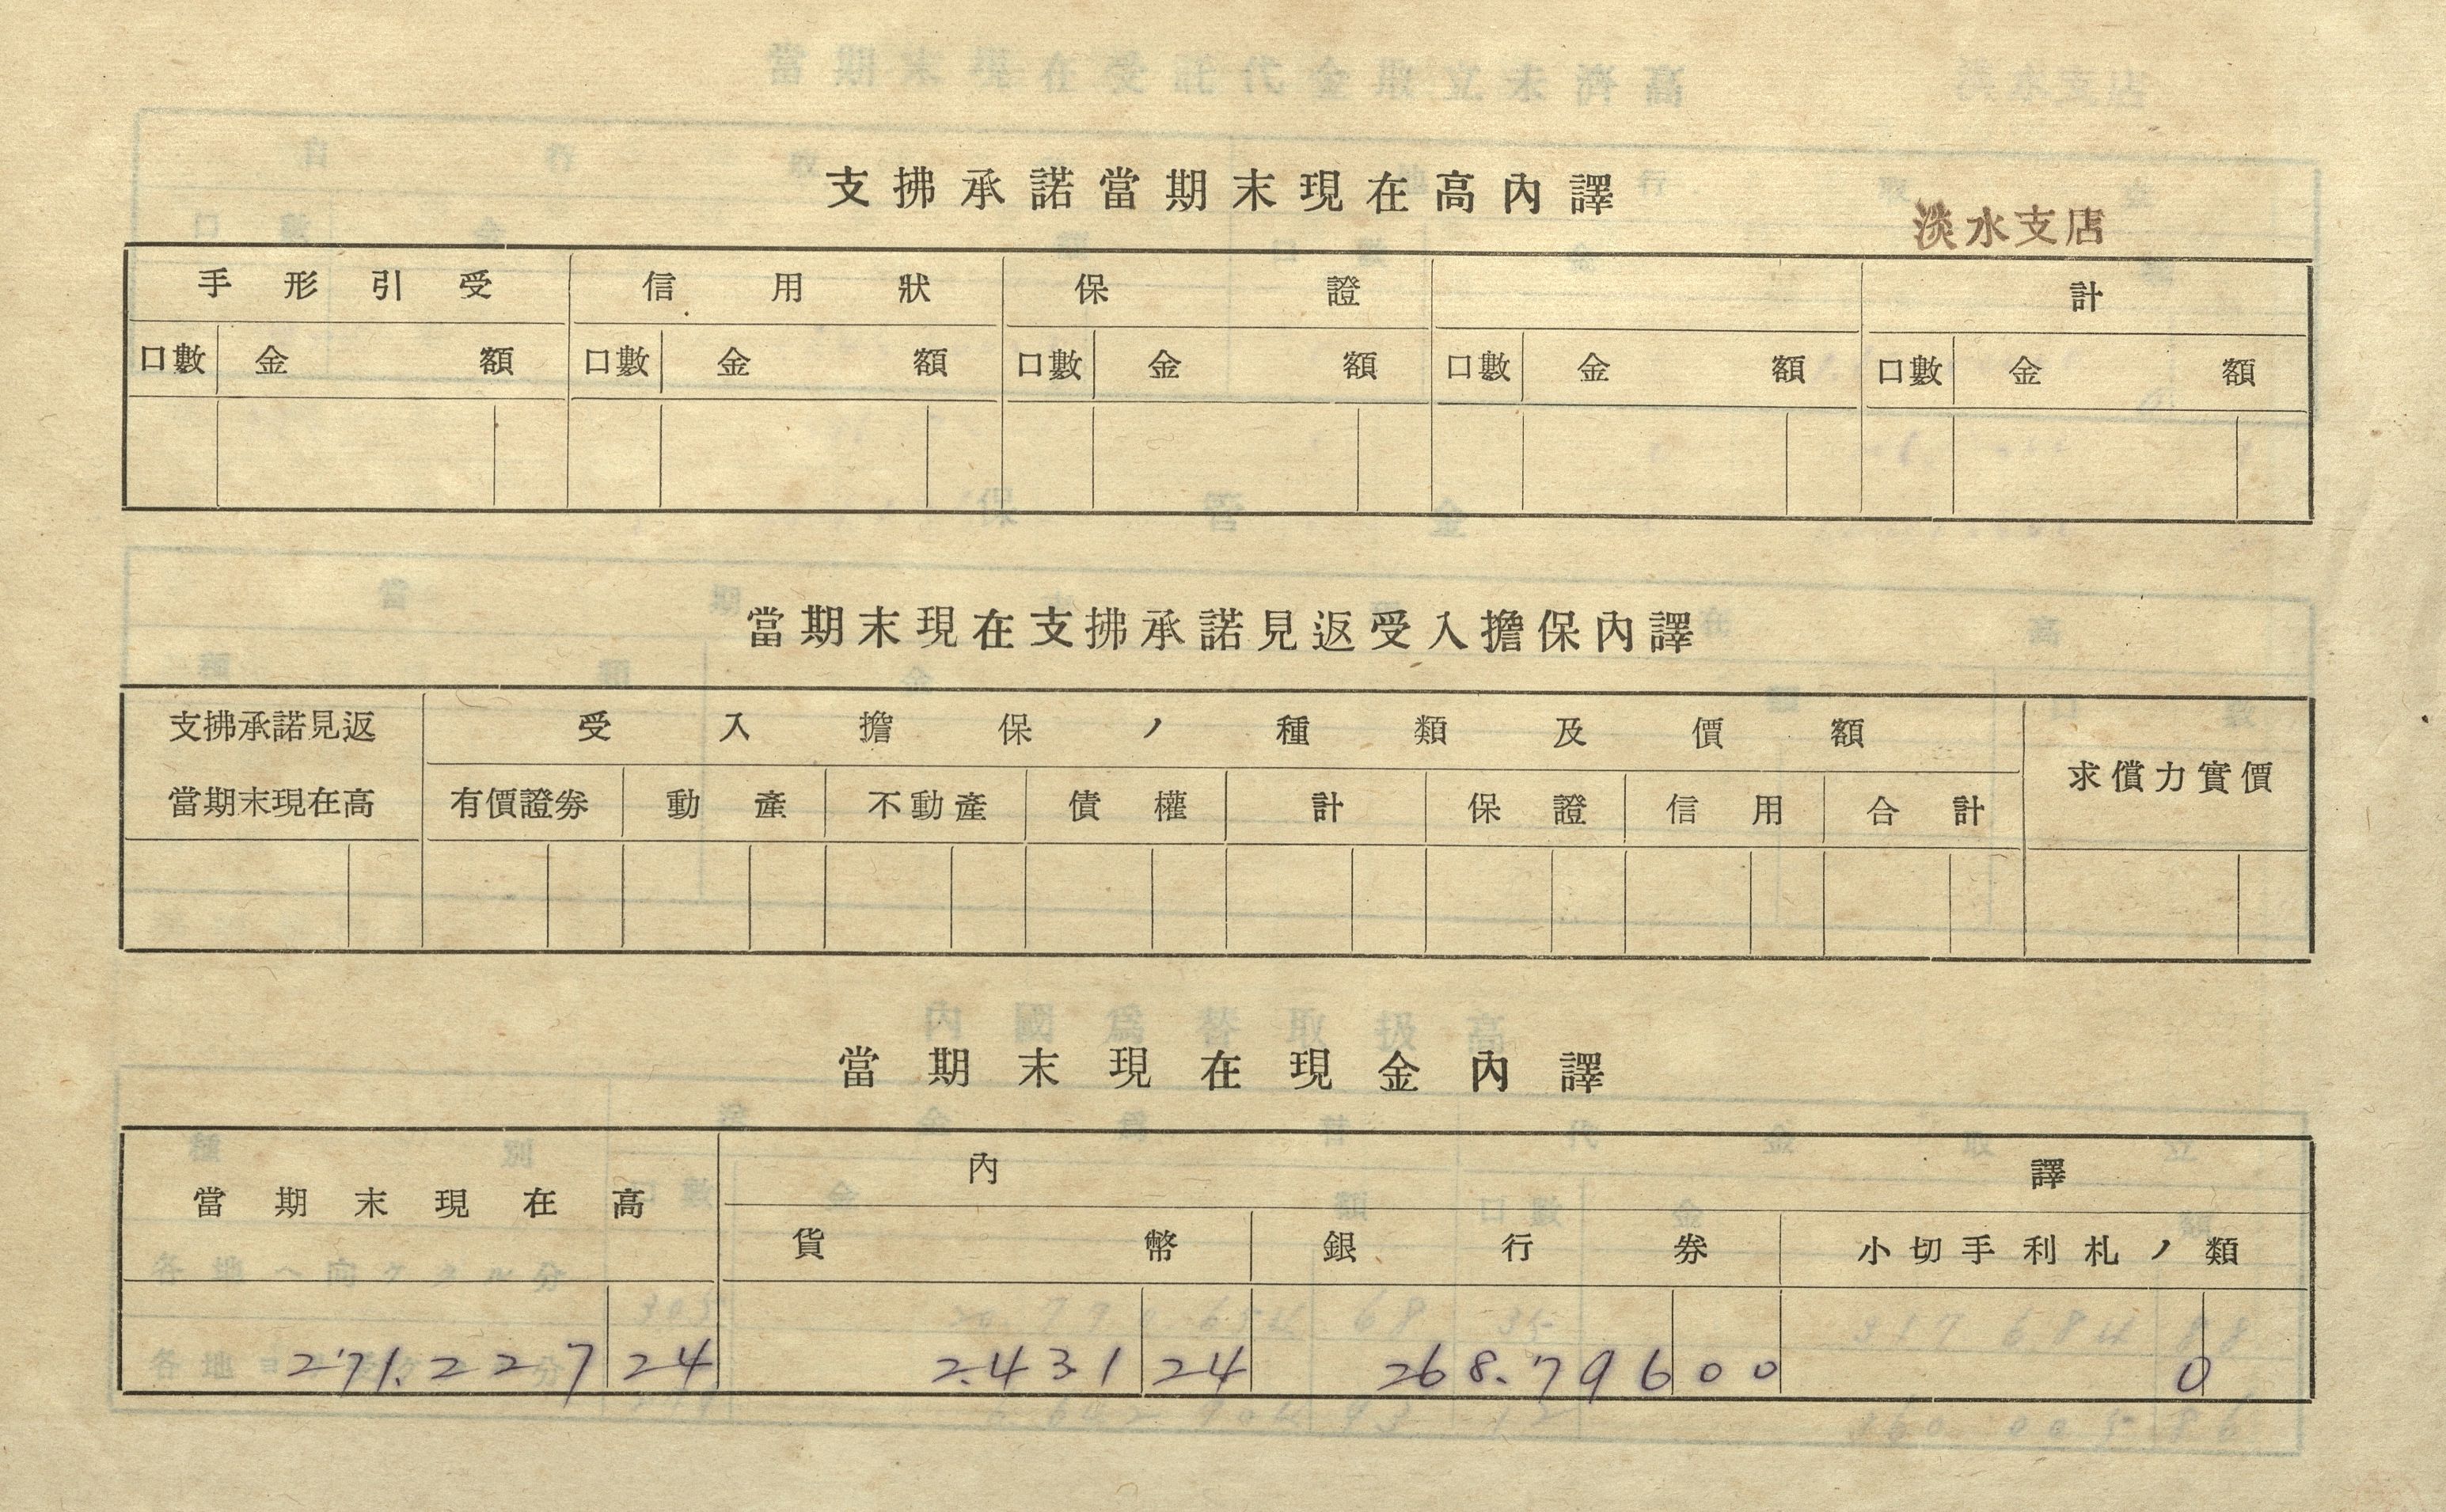 支拂承諾當期末現在高內譯
淡水支店
手形引受 信用狀 保證 計
口數 金額 口數 金額 口數 金額 口數 金額 口數 金額
當期末現在支拂承諾見返受入擔保內譯
支拂承諾見返 受入擔保ノ種類及價額
求償力實價
當期末現在高 有價證券 動產 不動產 債權 計 保證 信用 合計
當期末現在現金內譯
當期末現在高 內譯
貨幣 銀行券 小切手利札ノ類
271.227 24 2.431 24 268.796 00 0